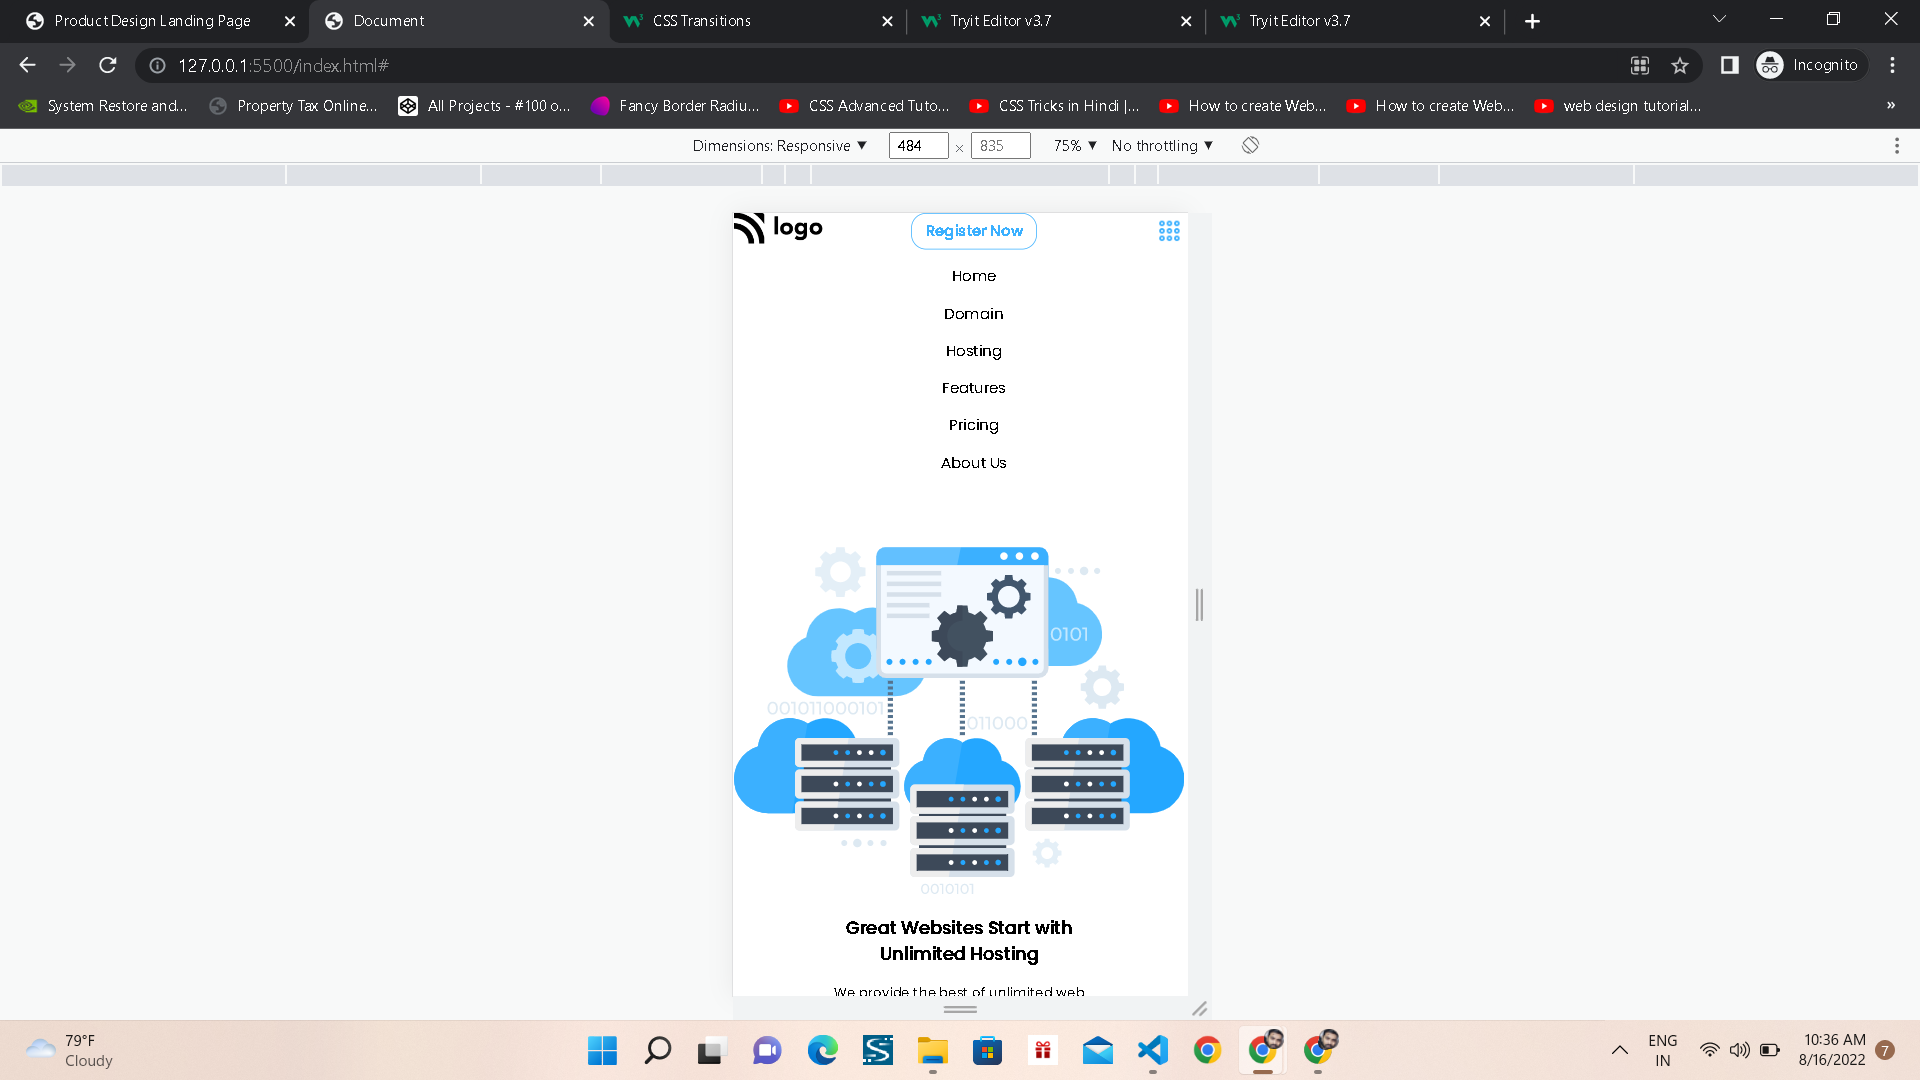 Product Design Landing Page
Document
CSS Transitions
Tryit Editor v3.7
Tryit Editor v3.7
127.0.0.1:5500/index.html#
Incognito
System Restore and...
Property Tax Online...
All Projects - #100 o...
Fancy Border Radiu...
CSS Advanced Tuto...
CSS Tricks in Hindi |...
How to create Web...
How to create Web...
web design tutorial...
»
Dimensions: Responsive ▼ 484 × 835 75% ▼ No throttling ▼
logo
Register Now
Home
Domain
Hosting
Features
Pricing
About Us
0101
001011000101
011000
0010101
Great Websites Start with
Unlimited Hosting
We provide the best of unlimited web
79°F
Cloudy
ENG
IN
10:36 AM
8/16/2022
7